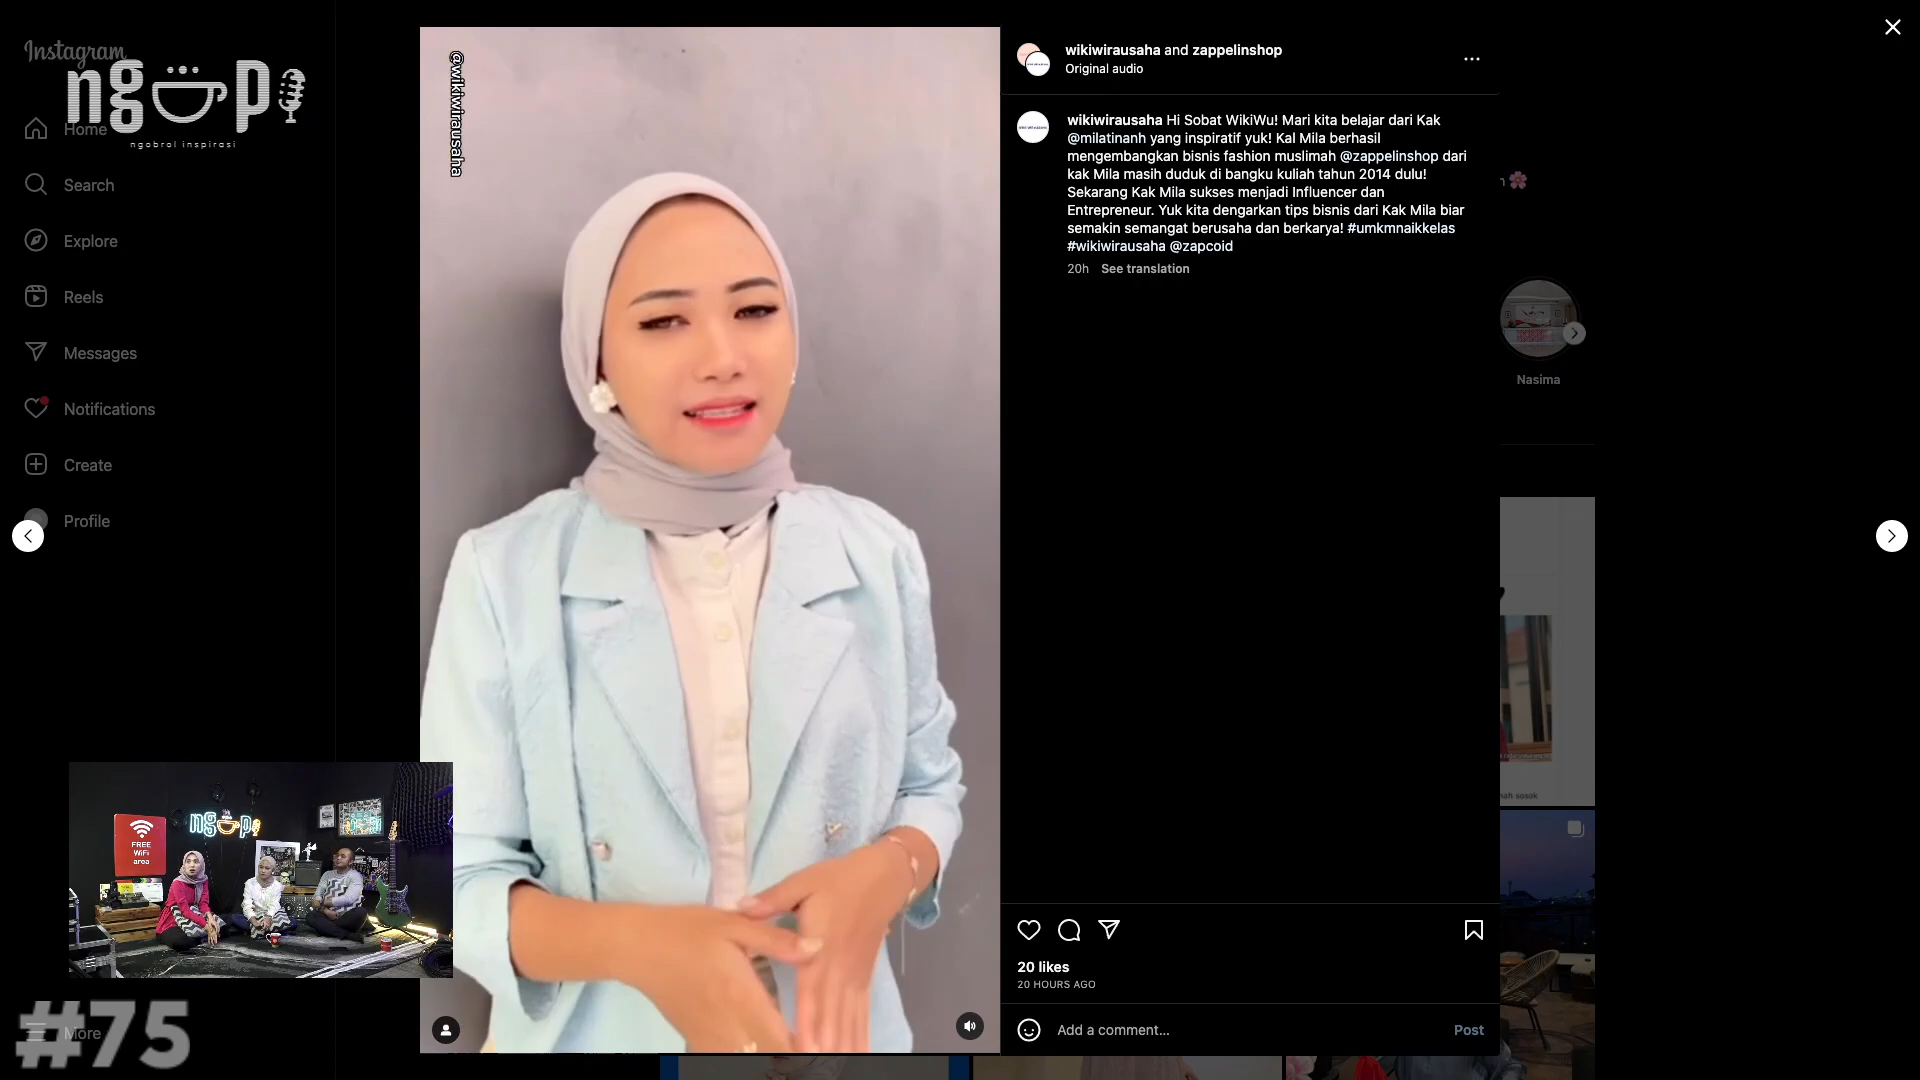 Instagram
ngopi
ngobrol inspirasi
Home
Search
Explore
Reels
Messages
Notifications
Create
Profile
More
#75
@wikiwirausaha
FREE
WiFi
area
ngopi
wikiwirausaha and zappelinshop
Original audio
wikiwirausaha Hi Sobat WikiWu! Mari kita belajar dari Kak
@milatinanh yang inspiratif yuk! Kal Mila berhasil
mengembangkan bisnis fashion muslimah @zappelinshop dari
kak Mila masih duduk di bangku kuliah tahun 2014 dulu!
Sekarang Kak Mila sukses menjadi Influencer dan
Entrepreneur. Yuk kita dengarkan tips bisnis dari Kak Mila biar
semakin semangat berusaha dan berkarya! #umkmnaikkelas
#wikiwirausaha @zapcoid
20h See translation
20 likes
20 HOURS AGO
Add a comment...
Post
Nasima